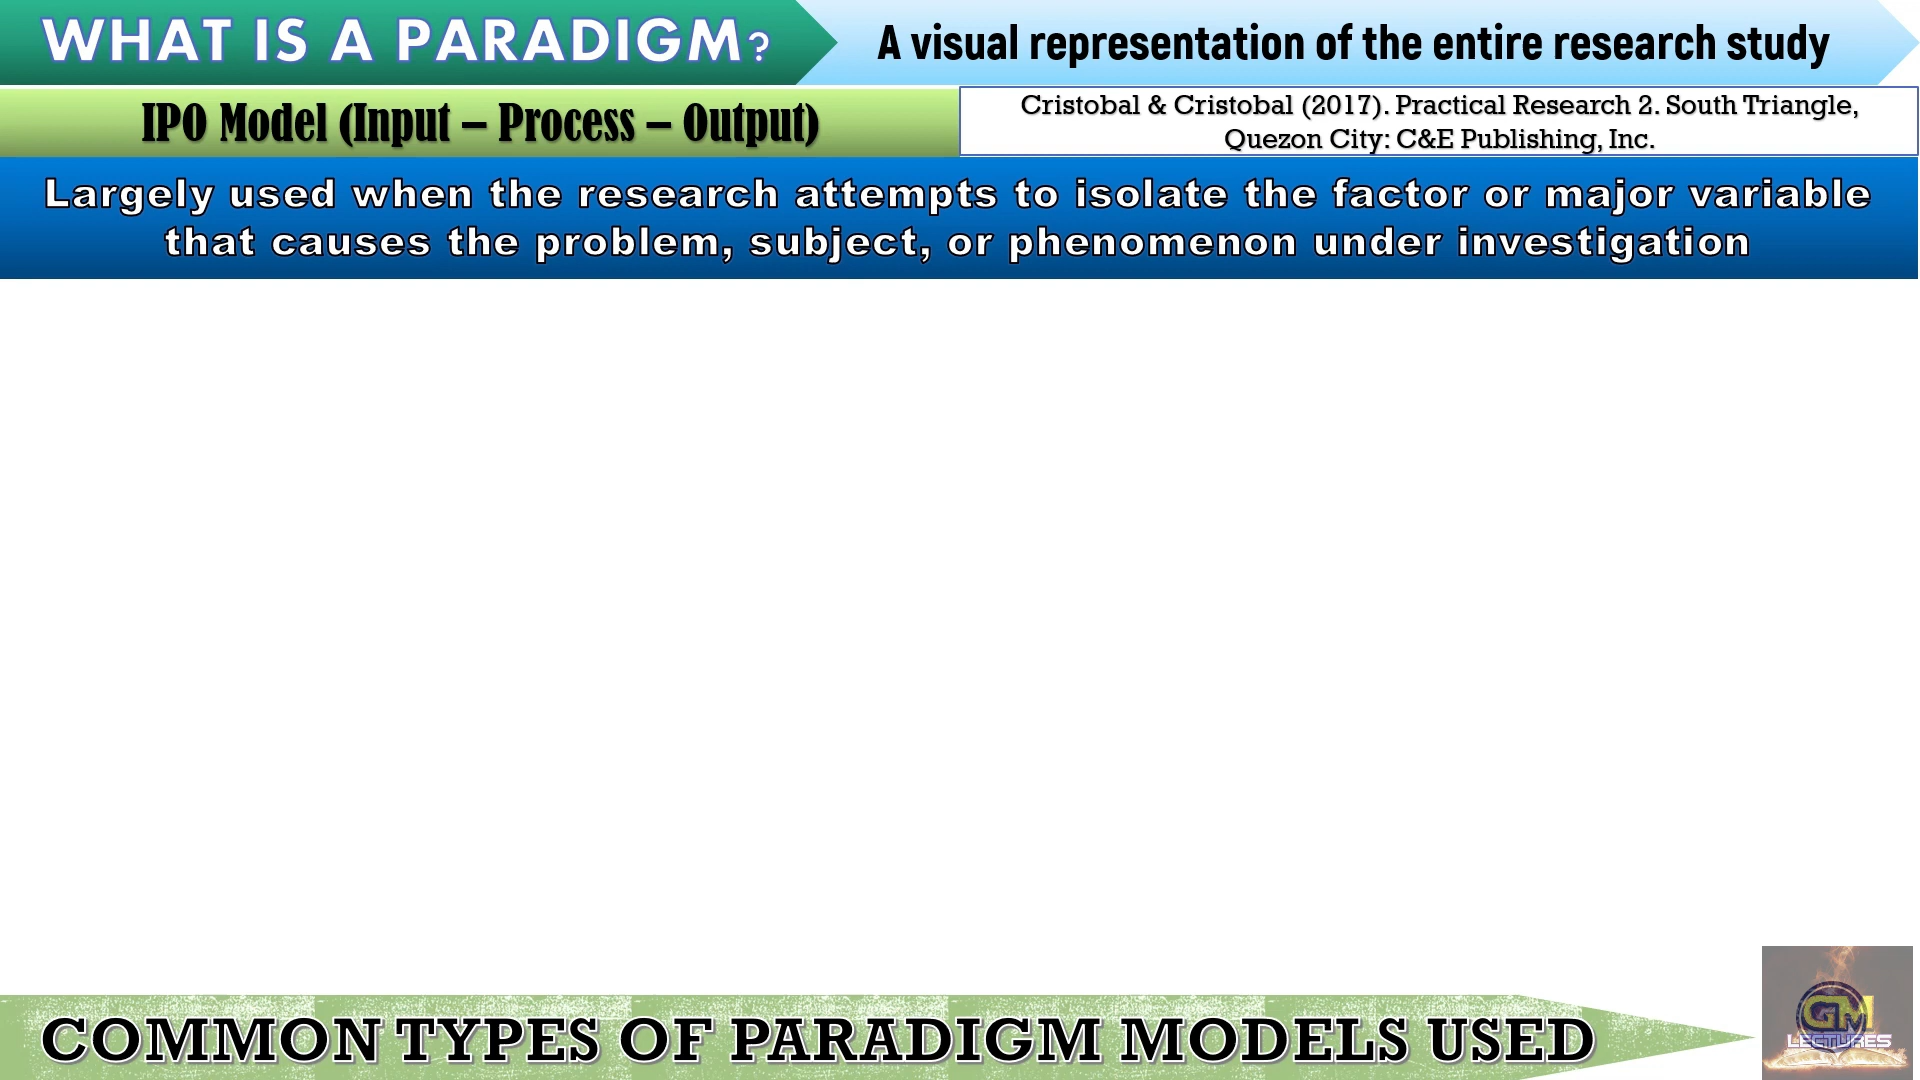 WHAT IS A PARADIGM?
A visual representation of the entire research study
IPO Model (Input – Process – Output)
Cristobal & Cristobal (2017). Practical Research 2. South Triangle,
Quezon City: C&E Publishing, Inc.
Largely used when the research attempts to isolate the factor or major variable
that causes the problem, subject, or phenomenon under investigation
COMMON TYPES OF PARADIGM MODELS USED
GM
LECTURES